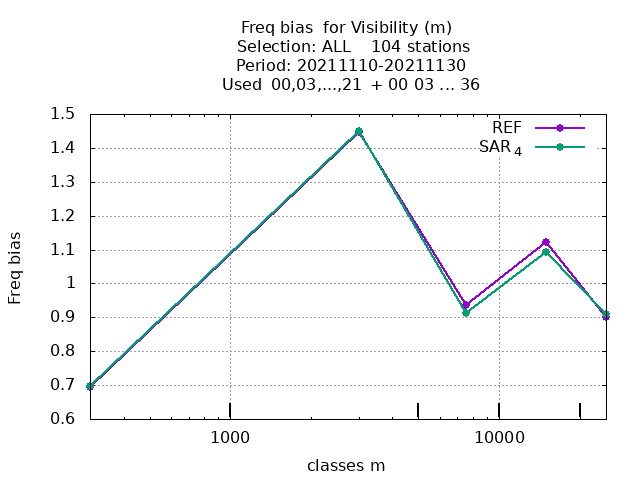 Freq bias for Visibility (m)
Selection: ALL 104 stations
Period: 20211110-20211130
Used 00,03,...,21 + 00 03 ... 36
REF
SAR4
1.5
1.4
1.3
1.2
1.1
1
0.9
0.8
0.7
0.6
Freq bias
1000
10000
classes m